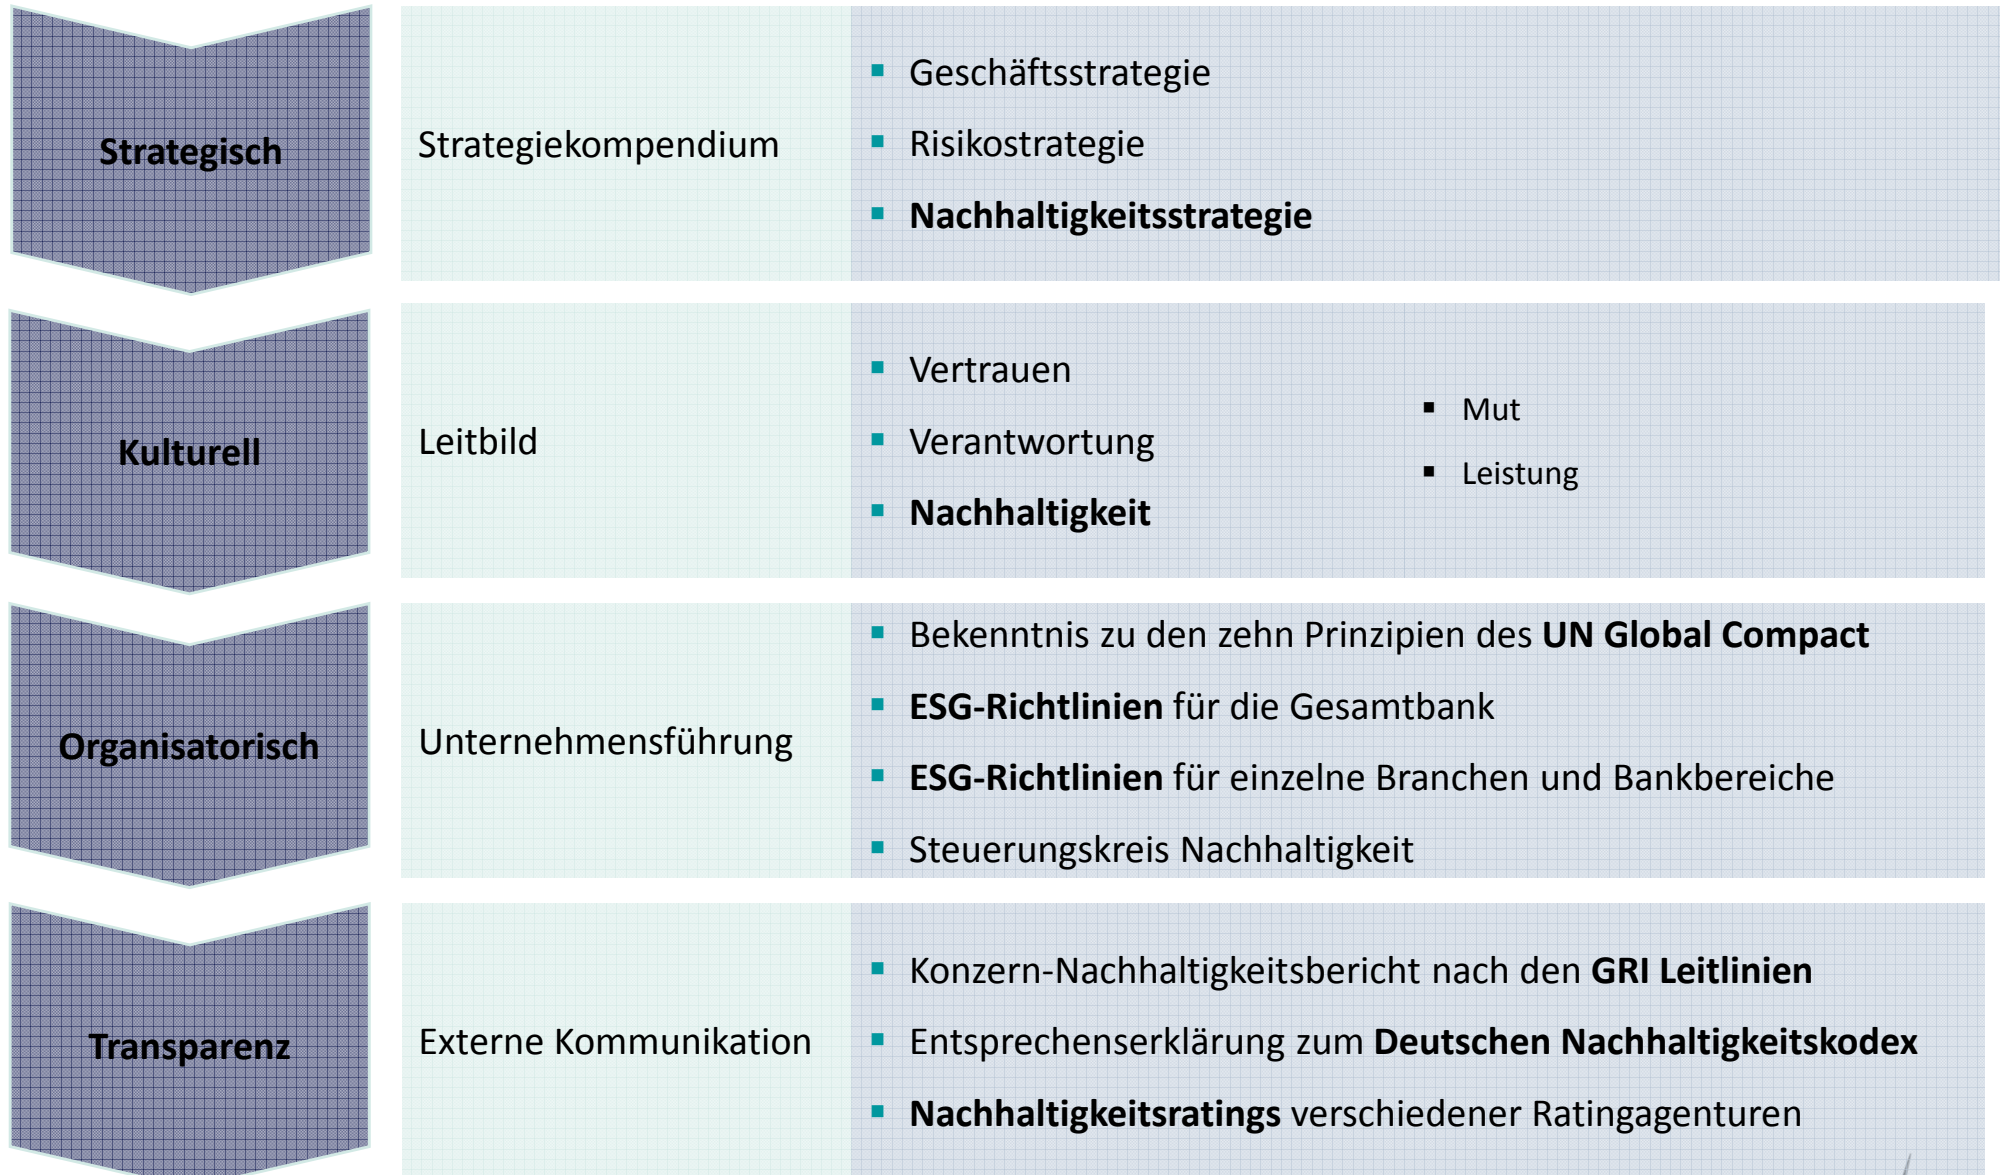 Strategisch
Strategiekompendium
Geschäftsstrategie
Risikostrategie
Nachhaltigkeitsstrategie
Kulturell
Leitbild
Vertrauen
Verantwortung
Nachhaltigkeit
Mut
Leistung
Organisatorisch
Unternehmensführung
Bekenntnis zu den zehn Prinzipien des UN Global Compact
ESG-Richtlinien für die Gesamtbank
ESG-Richtlinien für einzelne Branchen und Bankbereiche
Steuerungskreis Nachhaltigkeit
Transparenz
Externe Kommunikation
Konzern-Nachhaltigkeitsbericht nach den GRI Leitlinien
Entsprechenserklärung zum Deutschen Nachhaltigkeitskodex
Nachhaltigkeitsratings verschiedener Ratingagenturen